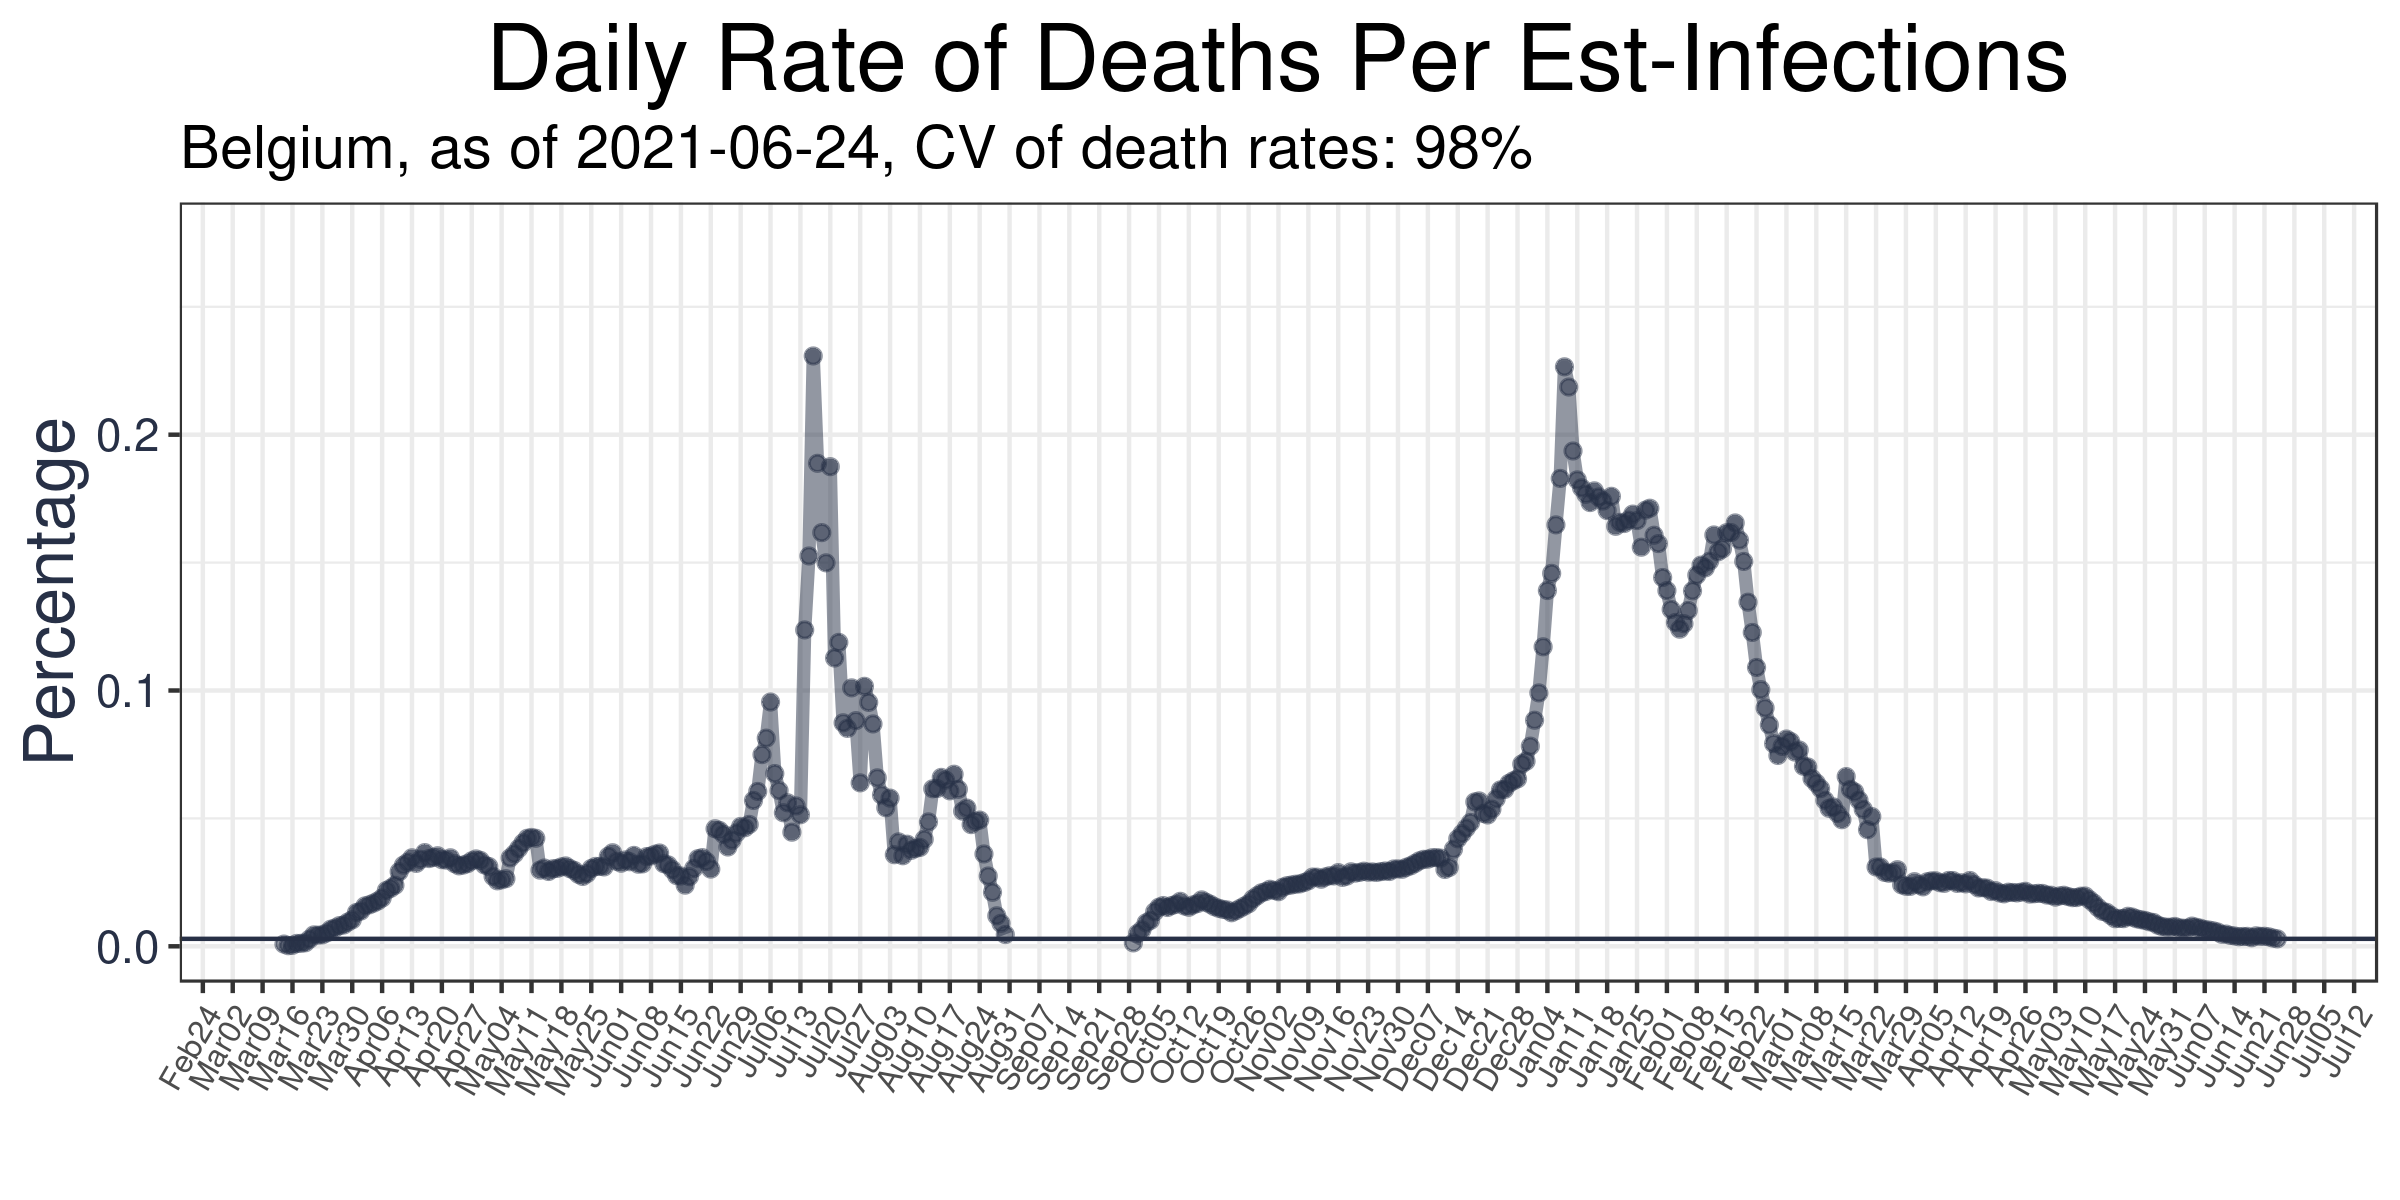 Daily Rate of Deaths Per Est-Infections
Belgium, as of 2021-06-24, CV of death rates: 98%
Percentage
0.2
0.1
0.0
Feb24
Mar02
Mar09
Mar16
Mar23
Mar30
Apr06
Apr13
Apr20
Apr27
May04
May11
May18
May25
Jun01
Jun08
Jun15
Jun22
Jun29
Jul06
Jul13
Jul20
Jul27
Aug03
Aug10
Aug17
Aug24
Aug31
Sep07
Sep14
Sep21
Sep28
Oct05
Oct12
Oct19
Oct26
Nov02
Nov09
Nov16
Nov23
Nov30
Dec07
Dec14
Dec21
Dec28
Jan04
Jan11
Jan18
Jan25
Feb01
Feb08
Feb15
Feb22
Mar01
Mar08
Mar15
Mar22
Mar29
Apr05
Apr12
Apr19
Apr26
May03
May10
May17
May24
May31
Jun07
Jun14
Jun21
Jun28
Jul05
Jul12